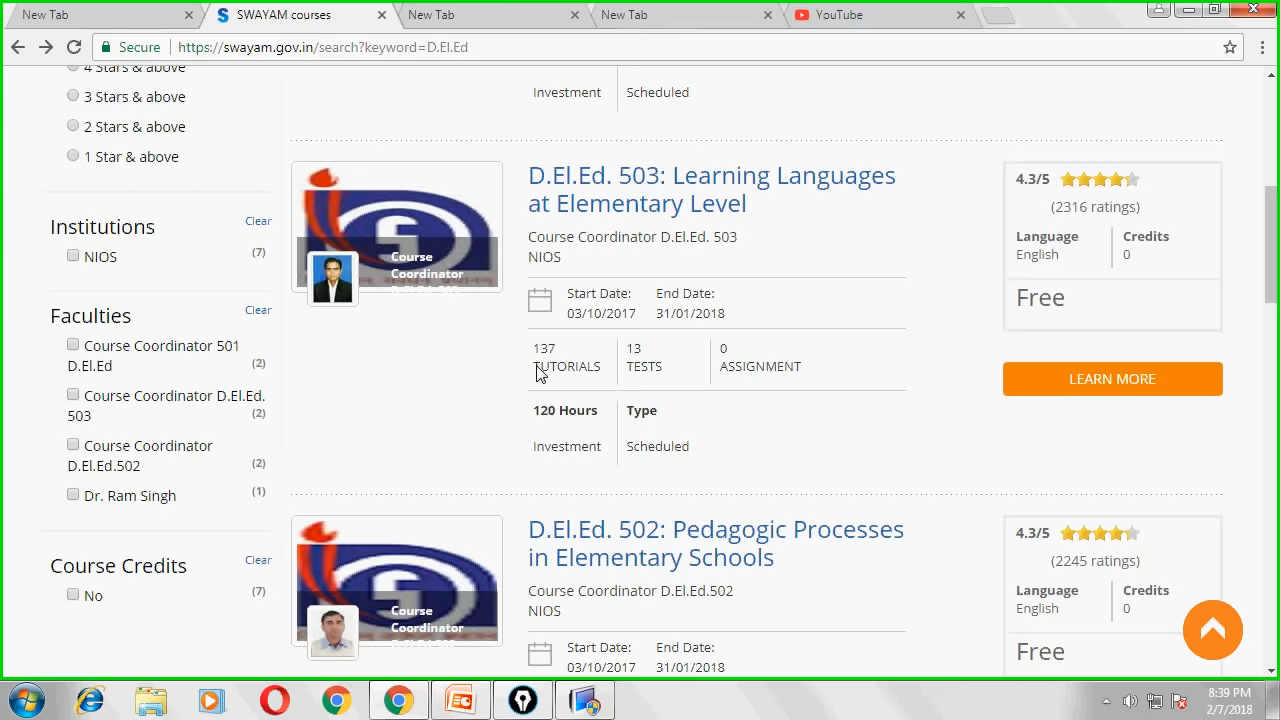 New Tab
SWAYAM courses
New Tab
New Tab
YouTube
Secure
https://swayam.gov.in/search?keyword=D.El.Ed
4 Stars & above
3 Stars & above
2 Stars & above
1 Star & above
Institutions
Clear
NIOS
(7)
Faculties
Clear
Course Coordinator 501
D.El.Ed
(2)
Course Coordinator D.El.Ed.
503
(2)
Course Coordinator
D.El.Ed.502
(2)
Dr. Ram Singh
(1)
Course Credits
Clear
No
(7)
Investment
Scheduled
Course
Coordinator
D.El.Ed. 503: Learning Languages
at Elementary Level
Course Coordinator D.El.Ed. 503
NIOS
Start Date:
03/10/2017
End Date:
31/01/2018
137
TUTORIALS
13
TESTS
0
ASSIGNMENT
120 Hours
Investment
Type
Scheduled
4.3/5
(2316 ratings)
Language
English
Credits
0
Free
LEARN MORE
Course
Coordinator
D.El.Ed. 502: Pedagogic Processes
in Elementary Schools
Course Coordinator D.El.Ed.502
NIOS
Start Date:
03/10/2017
End Date:
31/01/2018
4.3/5
(2245 ratings)
Language
English
Credits
0
Free
8:39 PM
2/7/2018